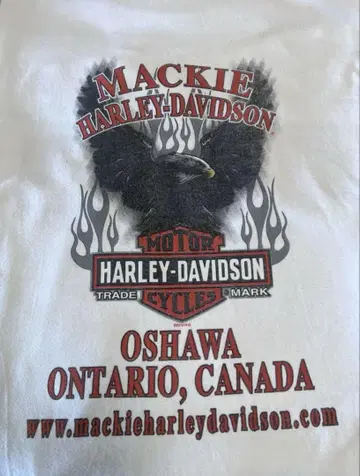 MACKIE
HARLEY-DAVIDSON
MOTOR
HARLEY-DAVIDSON
TRADE MARK
CYCLES
OSHAWA
ONTARIO, CANADA
www.mackieharleydavidson.com